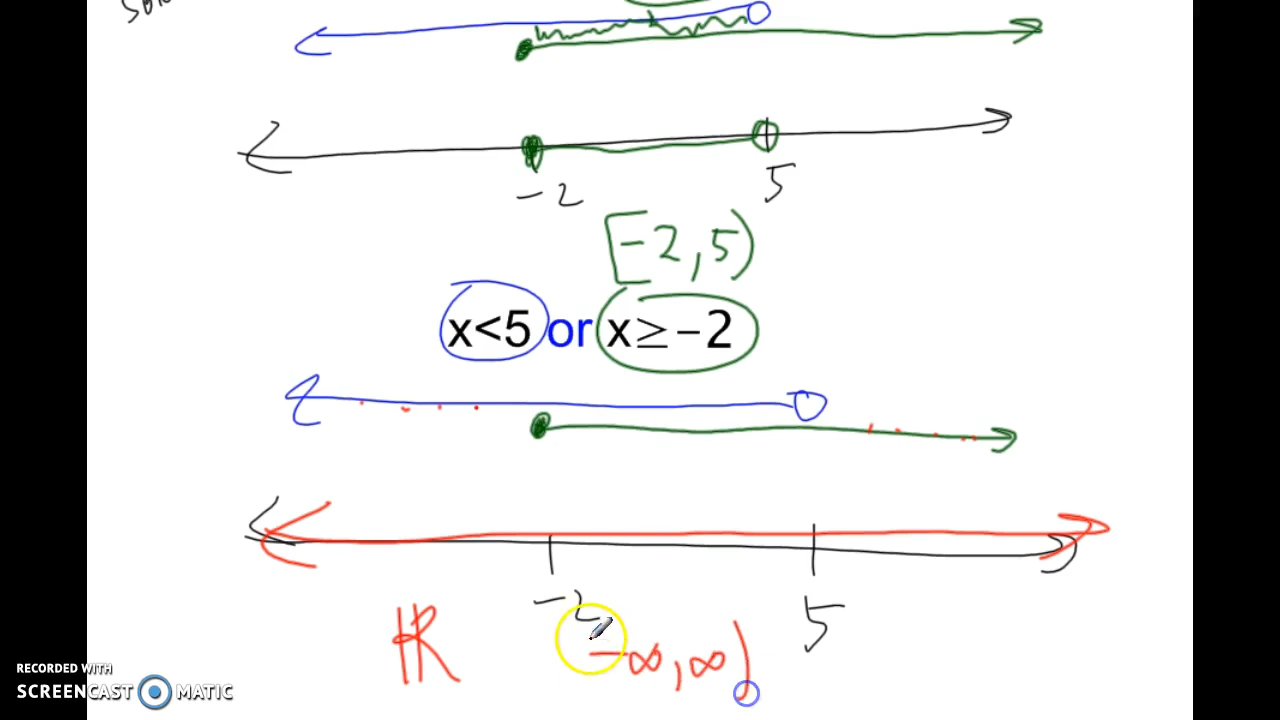 -2 5
[-2,5)
x<5 or x≥-2
-2 5
ℝ -∞,∞)
RECORDED WITH
SCREENCAST MATIC